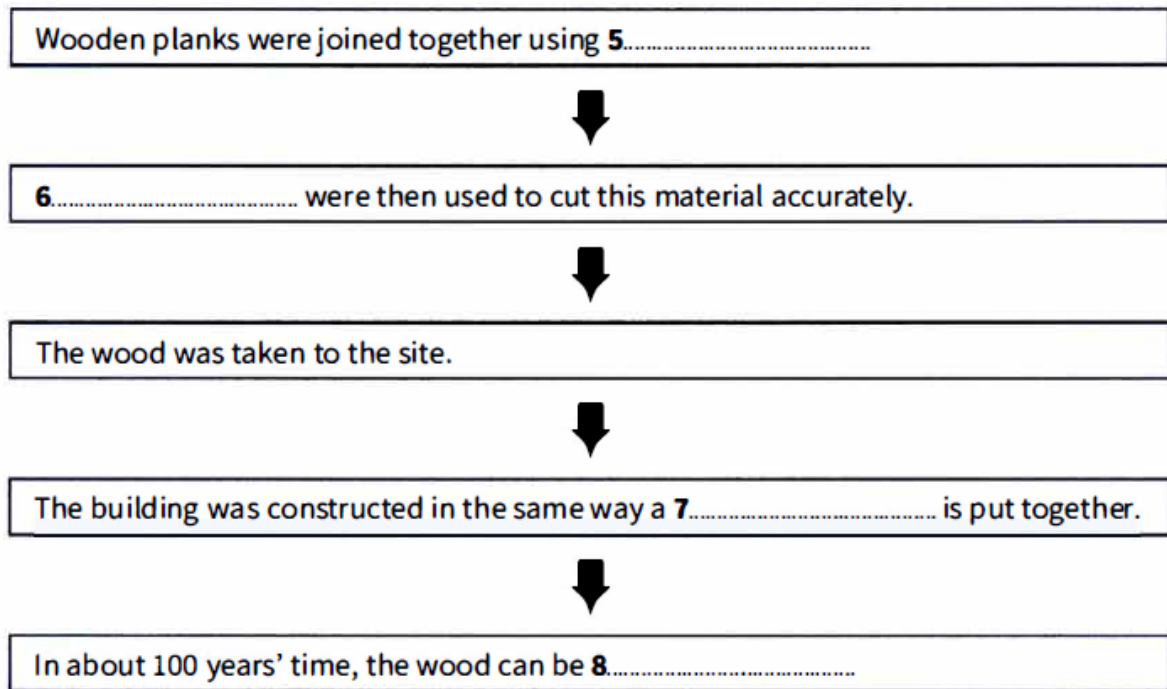 Wooden planks were joined together using 5..........................................
6.......................................... were then used to cut this material accurately.
The wood was taken to the site.
The building was constructed in the same way a 7.......................................... is put together.
In about 100 years’ time, the wood can be 8..........................................